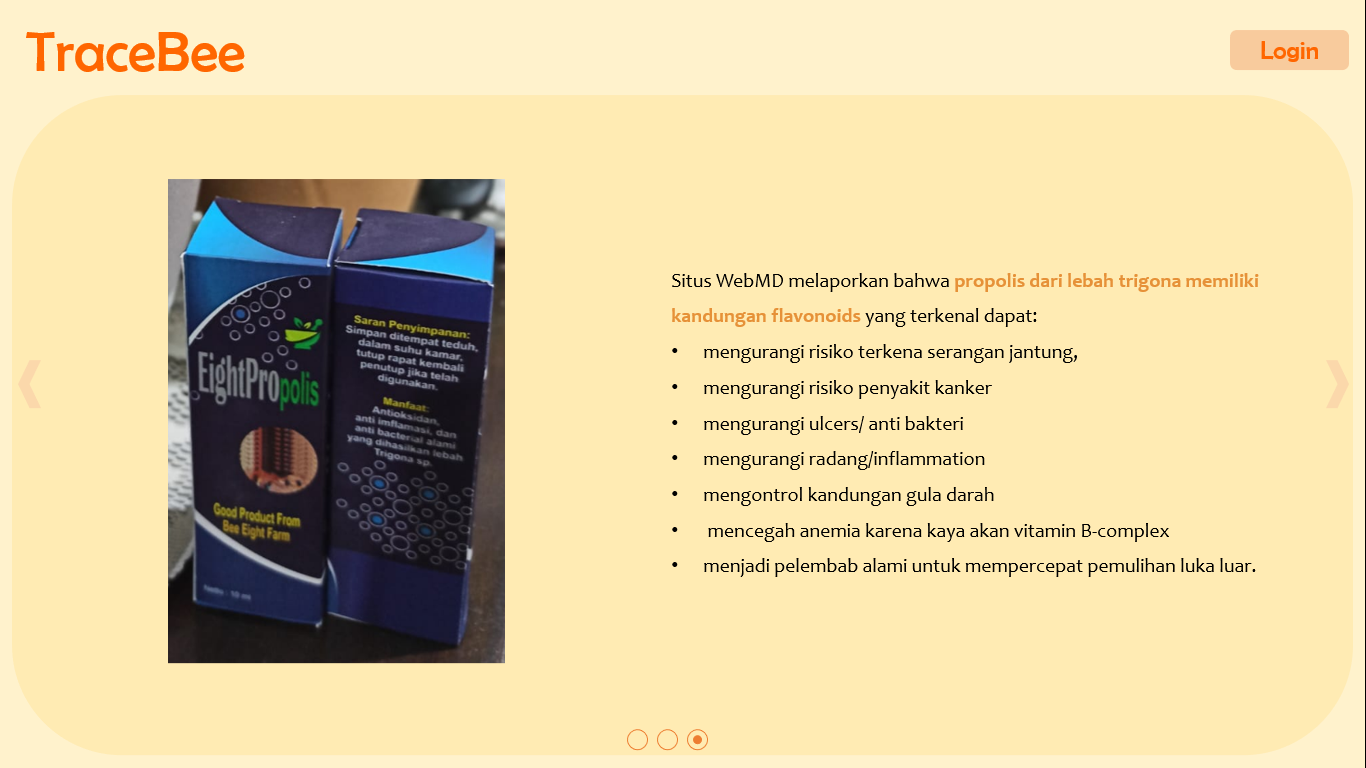 TraceBee
Login
EightPropolis
Good Product From
Bee Eight Farm
Netto : 10 ml
Saran Penyimpanan:
Simpan ditempat teduh,
dalam suhu kamar,
tutup rapat kembali
penutup jika telah
digunakan.
Manfaat:
Antioksidan,
anti imflamasi, dan
anti bacterial alami
yang dihasilkan lebah
Trigona sp.
Situs WebMD melaporkan bahwa propolis dari lebah trigona memiliki
kandungan flavonoids yang terkenal dapat:
• mengurangi risiko terkena serangan jantung,
• mengurangi risiko penyakit kanker
• mengurangi ulcers/ anti bakteri
• mengurangi radang/inflammation
• mengontrol kandungan gula darah
• mencegah anemia karena kaya akan vitamin B-complex
• menjadi pelembab alami untuk mempercepat pemulihan luka luar.